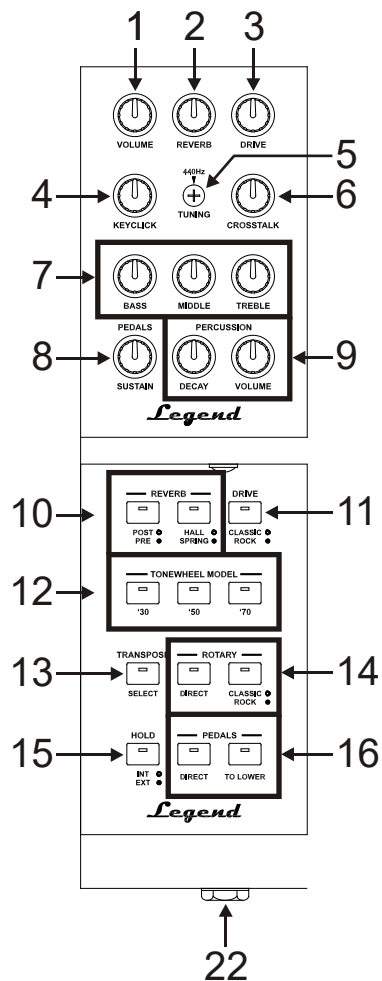 1 2 3
VOLUME REVERB DRIVE
440Hz 5
4 6
KEYCLICK TUNING CROSSTALK
7
BASS MIDDLE TREBLE
PEDALS PERCUSSION
8 9
SUSTAIN DECAY VOLUME
Legend
REVERB DRIVE
10 11
POST HALL CLASSIC
PRE SPRING ROCK
TONEWHEEL MODEL
12
'30 '50 '70
TRANSPOSE ROTARY
13 14
SELECT DIRECT CLASSIC
ROCK
HOLD PEDALS
15 16
INT DIRECT TO LOWER
EXT
Legend
22